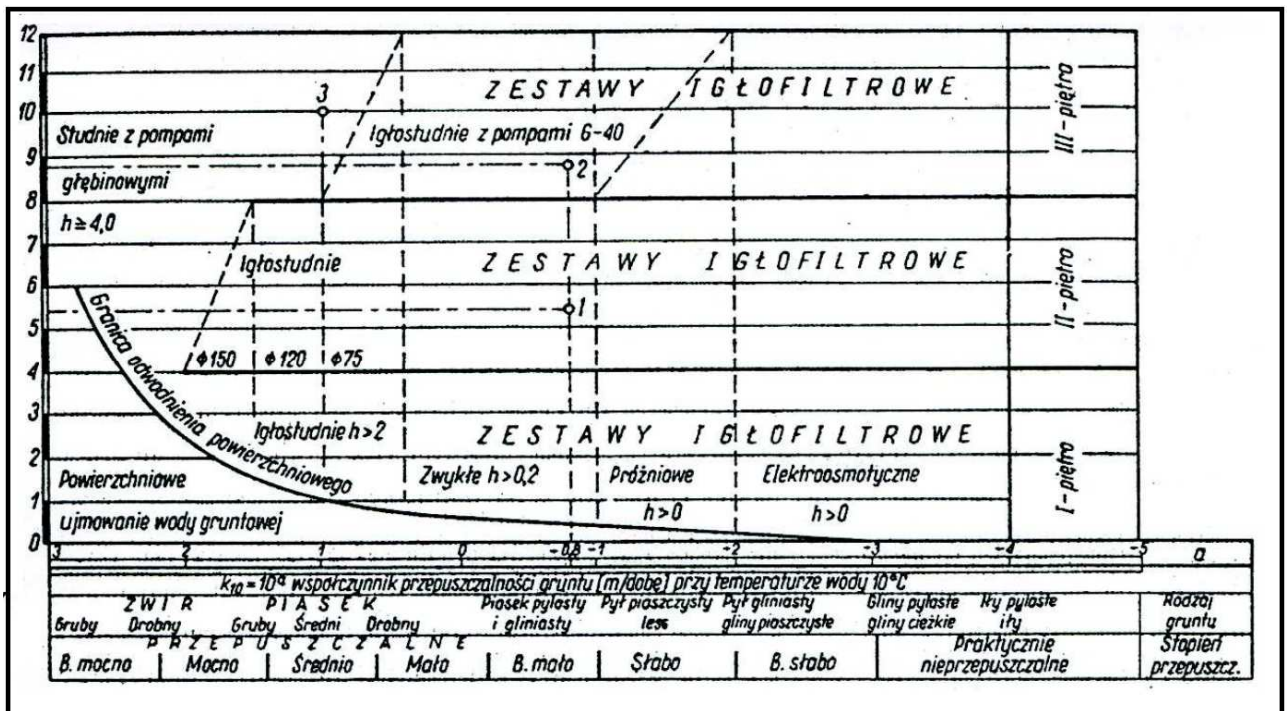 12
11
10
9
8
7
6
5
4
3
2
1
0
ZESTAWY IGŁOFILTROWE
3
Studnie z pompami
Igłostudnie z pompami 6-40
2
głębinowymi
h≥4,0
III-piętro
Igłostudnie
ZESTAWY IGŁOFILTROWE
1
II-piętro
Granica odwodnienia powierzchniowego
ϕ150 ϕ120 ϕ75
Igłostudnie h>2
ZESTAWY IGŁOFILTROWE
Powierzchniowe
Zwykłe h>0,2
Próżniowe
Elektroosmotyczne
ujmowanie wody gruntowej
h>0
h>0
I-piętro
3 2 1 0 -0,8 -1 -2 -3 -4 -5 a
k₁₀ = 10ᵃ współczynnik przepuszczalności gruntu [m/dobę] przy temperaturze wody 10°C
ŻWIR PIASEK Piasek pylasty Pył piaszczysty Pył gliniasty Gliny pylaste Iły pylaste Rodzaj
Gruby Drobny Gruby Średni Drobny i gliniasty less gliny piaszczyste gliny ciężkie iły gruntu
PRZEPUSZCZALNE Praktycznie Stopień
B. mocno Mocno Średnio Mało B. mało Słabo B. słabo nieprzepuszczalne przepuszcz.